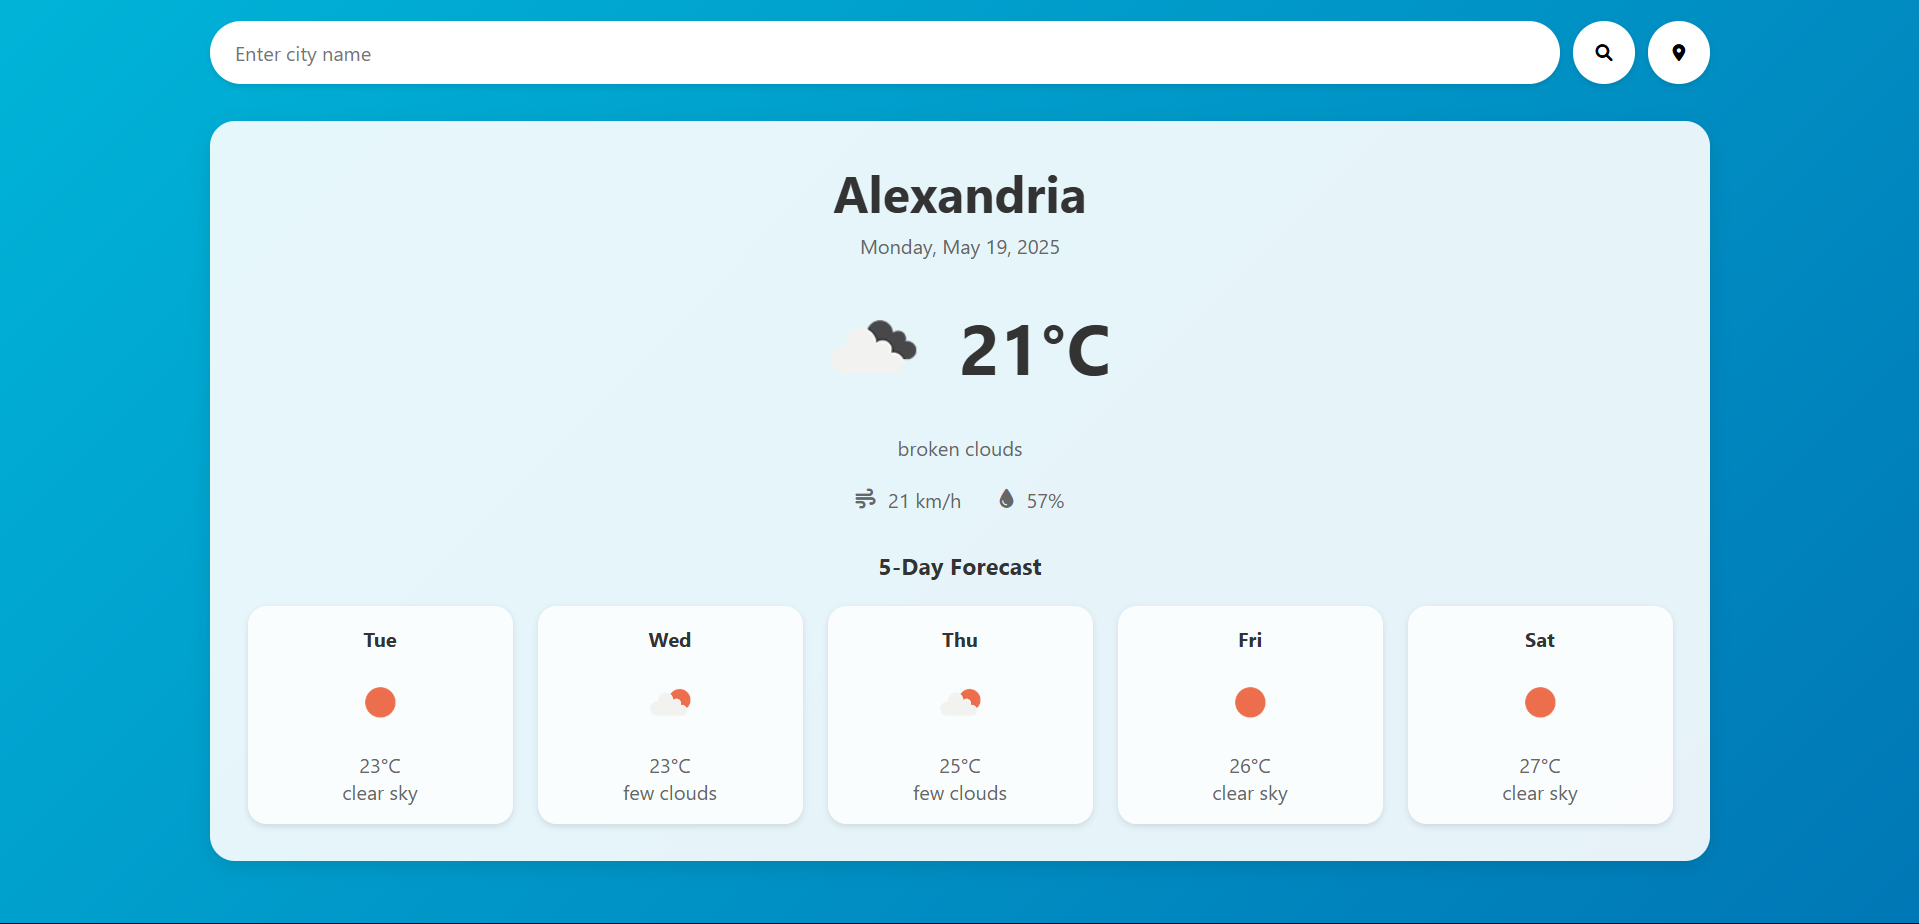 Enter city name
Alexandria
Monday, May 19, 2025
21°C
broken clouds
21 km/h 57%
5-Day Forecast
Tue Wed Thu Fri Sat
23°C 23°C 25°C 26°C 27°C
clear sky few clouds few clouds clear sky clear sky